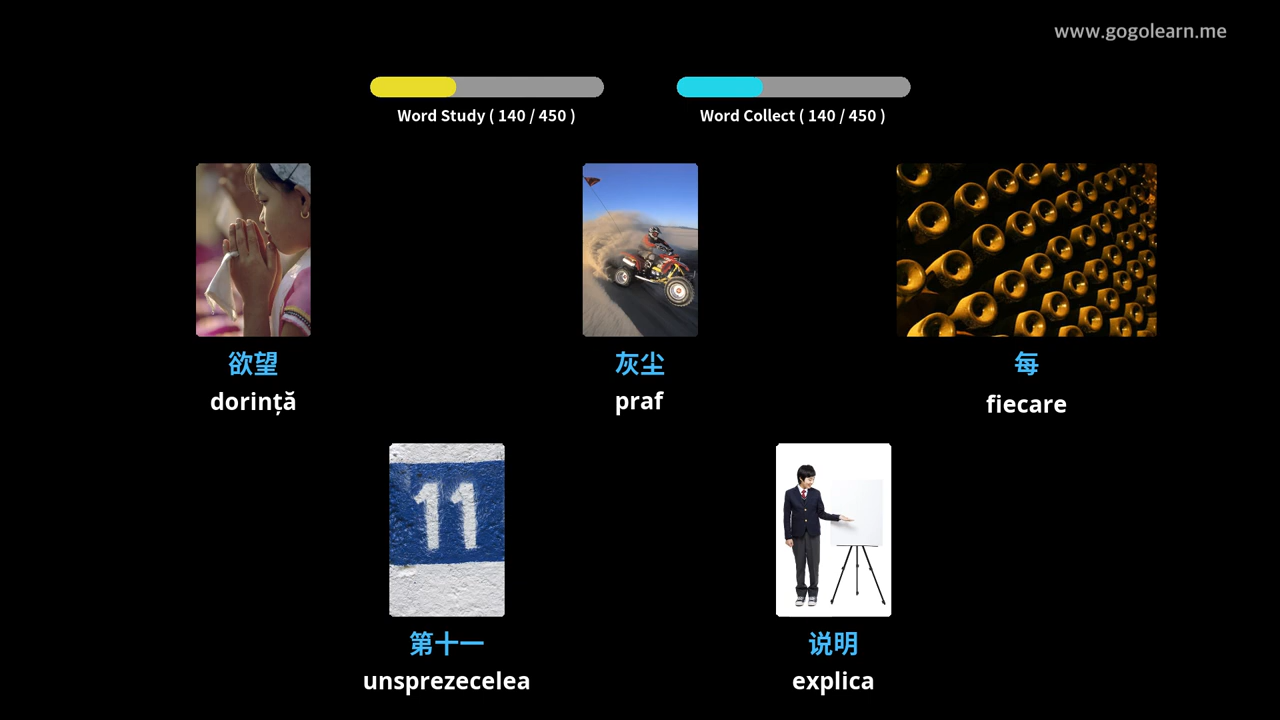 www.gogolearn.me
Word Study ( 140 / 450 )
Word Collect ( 140 / 450 )
欲望
dorință
灰尘
praf
每
fiecare
11
第十一
unsprezecelea
说明
explica